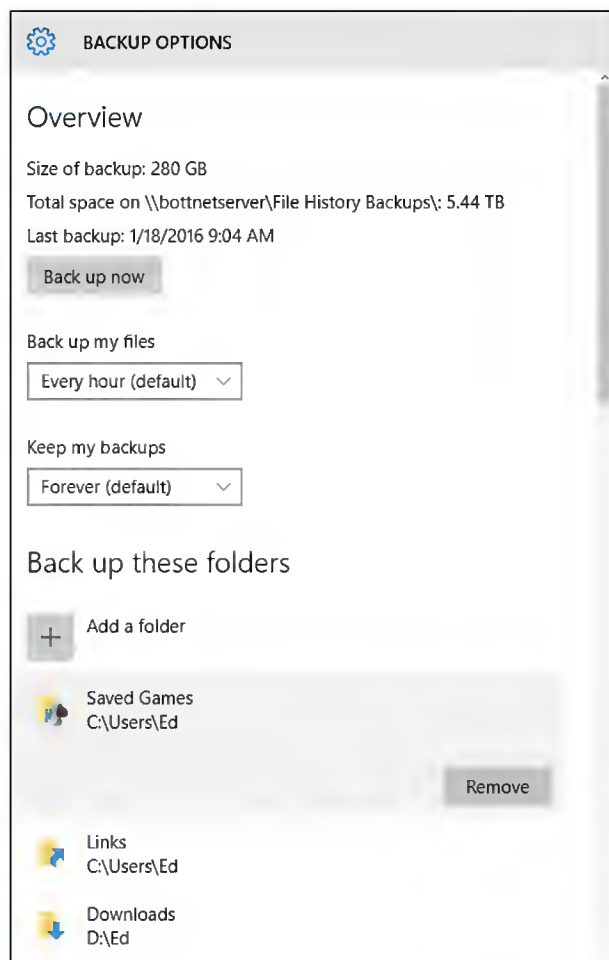 BACKUP OPTIONS
Overview
Size of backup: 280 GB
Total space on \\bottnetserver\File History Backups\: 5.44 TB
Last backup: 1/18/2016 9:04 AM
Back up now
Back up my files
Every hour (default)
Keep my backups
Forever (default)
Back up these folders
Add a folder
Saved Games
C:\Users\Ed
Remove
Links
C:\Users\Ed
Downloads
D:\Ed